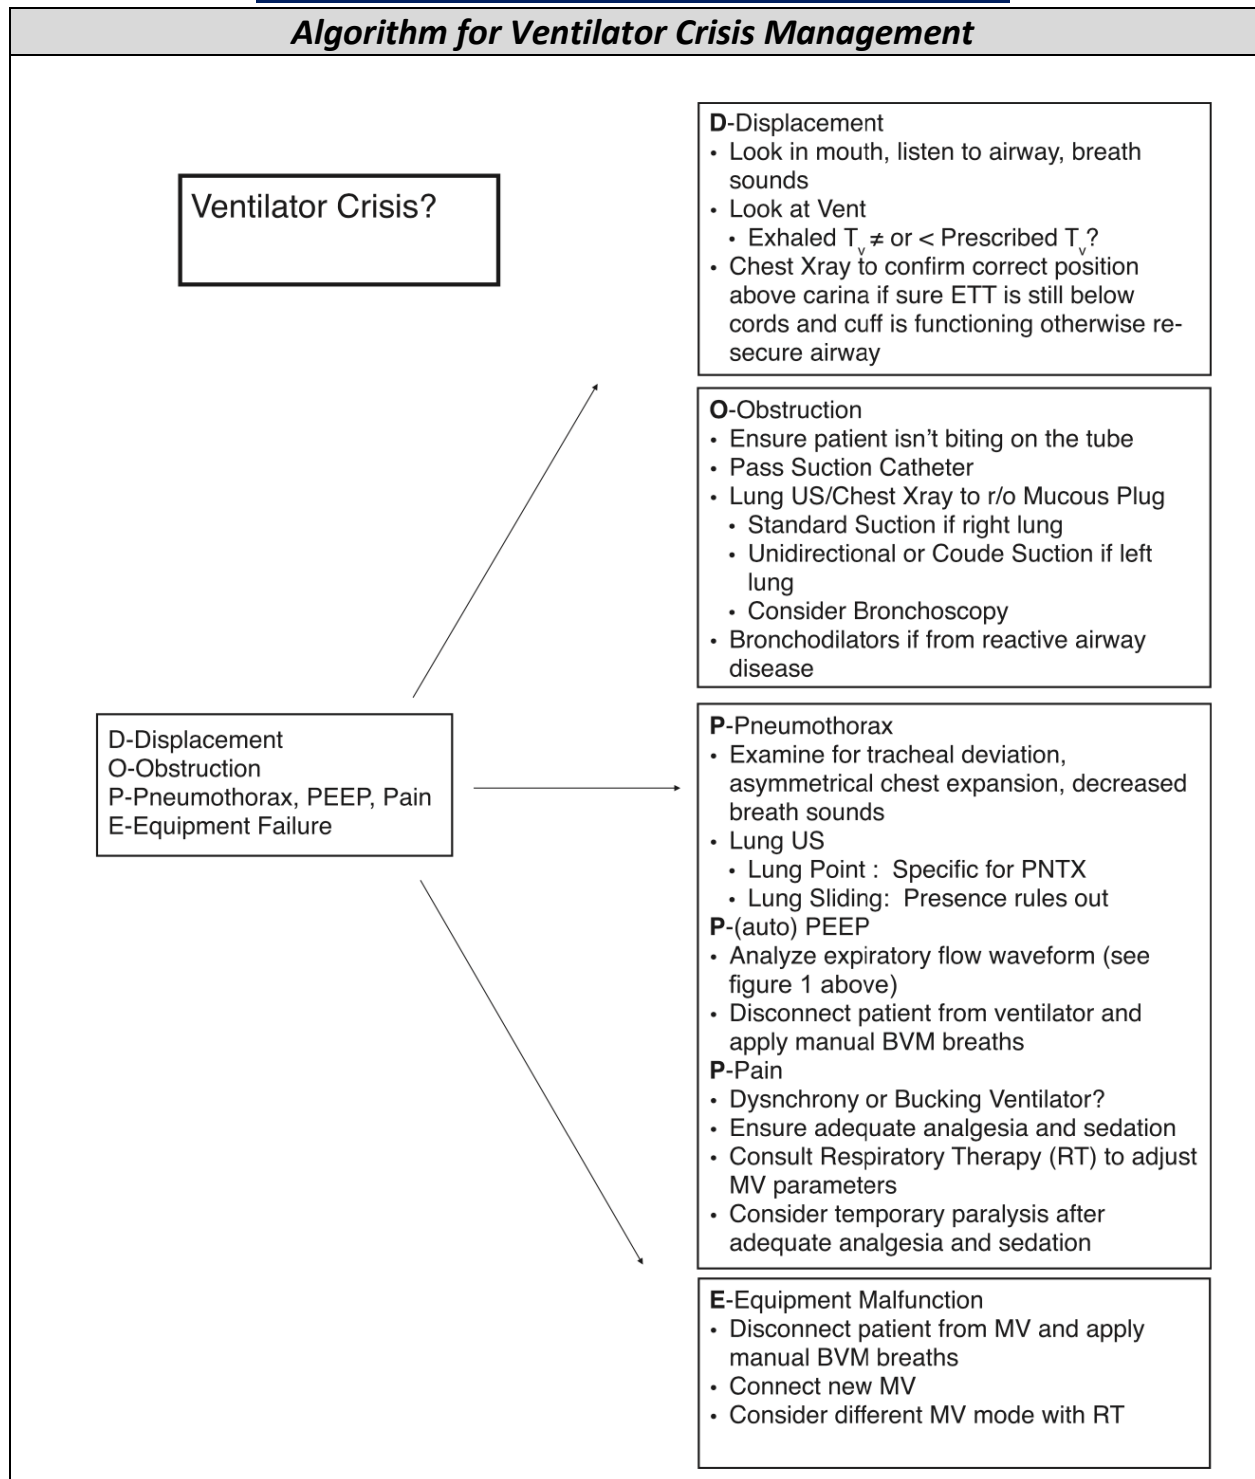 Algorithm for Ventilator Crisis Management
Ventilator Crisis?
D-Displacement
O-Obstruction
P-Pneumothorax, PEEP, Pain
E-Equipment Failure
D-Displacement
• Look in mouth, listen to airway, breath
sounds
• Look at Vent
• Exhaled Tv ≠ or < Prescribed Tv?
• Chest Xray to confirm correct position
above carina if sure ETT is still below
cords and cuff is functioning otherwise re-
secure airway
O-Obstruction
• Ensure patient isn't biting on the tube
• Pass Suction Catheter
• Lung US/Chest Xray to r/o Mucous Plug
• Standard Suction if right lung
• Unidirectional or Coude Suction if left
lung
• Consider Bronchoscopy
• Bronchodilators if from reactive airway
disease
P-Pneumothorax
• Examine for tracheal deviation,
asymmetrical chest expansion, decreased
breath sounds
• Lung US
• Lung Point : Specific for PNTX
• Lung Sliding: Presence rules out
P-(auto) PEEP
• Analyze expiratory flow waveform (see
figure 1 above)
• Disconnect patient from ventilator and
apply manual BVM breaths
P-Pain
• Dysnchrony or Bucking Ventilator?
• Ensure adequate analgesia and sedation
• Consult Respiratory Therapy (RT) to adjust
MV parameters
• Consider temporary paralysis after
adequate analgesia and sedation
E-Equipment Malfunction
• Disconnect patient from MV and apply
manual BVM breaths
• Connect new MV
• Consider different MV mode with RT